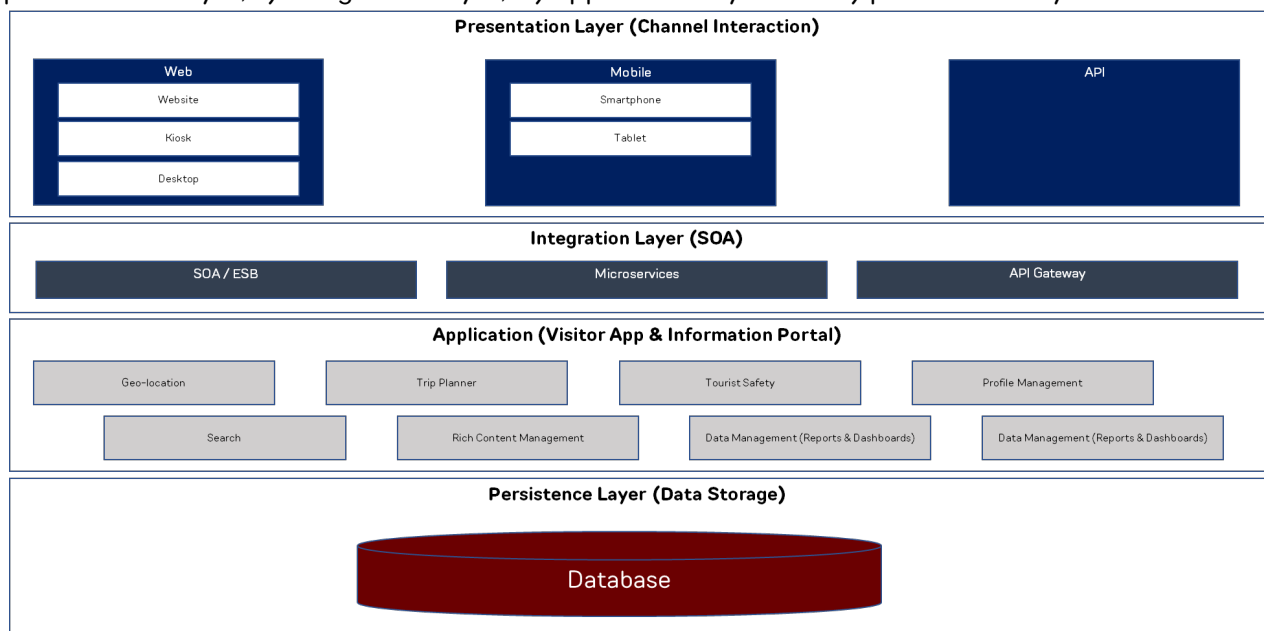 Presentation Layer (Channel Interaction)
Web
Mobile
API
Website
Smartphone
Kiosk
Tablet
Desktop
Integration Layer (SOA)
SOA / ESB
Microservices
API Gateway
Application (Visitor App & Information Portal)
Geo-location
Trip Planner
Tourist Safety
Profile Management
Search
Rich Content Management
Data Management (Reports & Dashboards)
Data Management (Reports & Dashboards)
Persistence Layer (Data Storage)
Database